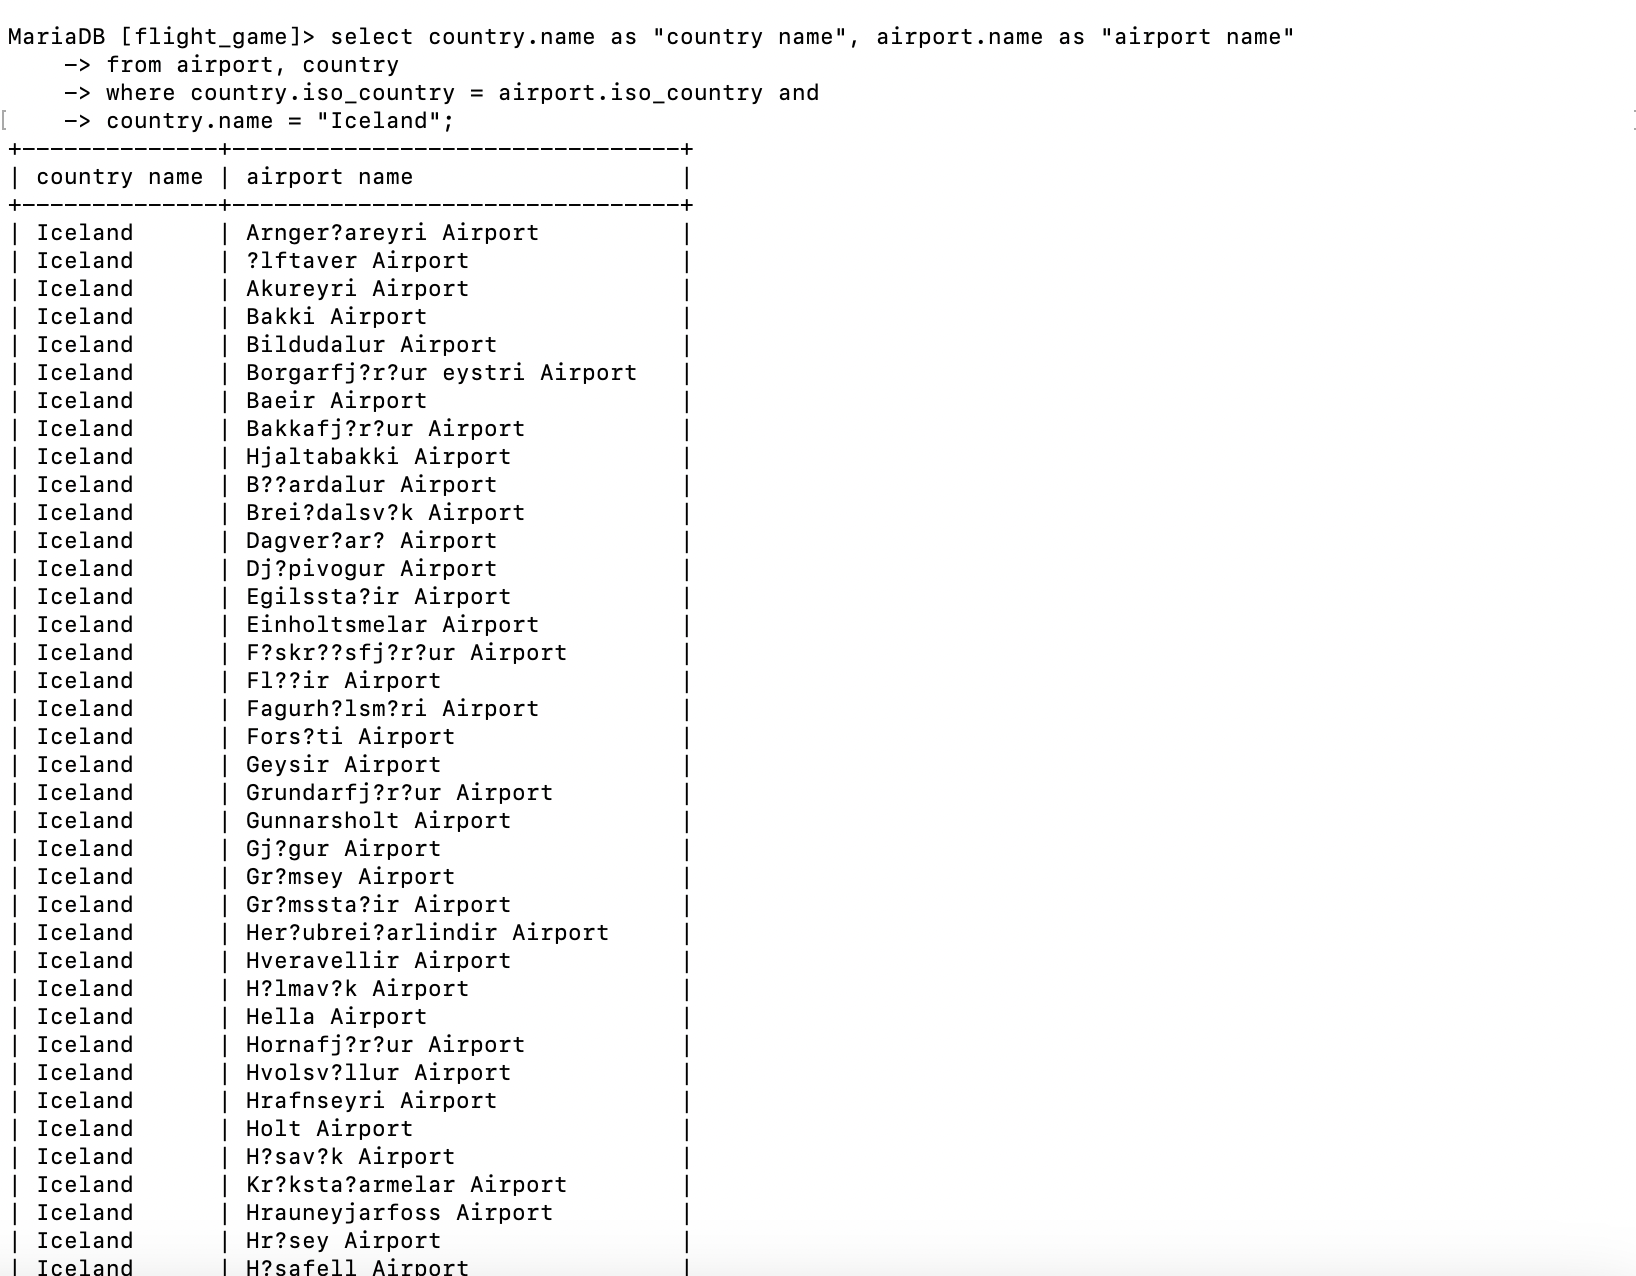 MariaDB [flight_game]> select country.name as "country name", airport.name as "airport name"
    -> from airport, country
    -> where country.iso_country = airport.iso_country and
[    -> country.name = "Iceland";
+--------------+--------------------------------+
| country name | airport name                   |
+--------------+--------------------------------+
| Iceland      | Arnger?areyri Airport          |
| Iceland      | ?lftaver Airport               |
| Iceland      | Akureyri Airport               |
| Iceland      | Bakki Airport                  |
| Iceland      | Bildudalur Airport             |
| Iceland      | Borgarfj?r?ur eystri Airport   |
| Iceland      | Baeir Airport                  |
| Iceland      | Bakkafj?r?ur Airport           |
| Iceland      | Hjaltabakki Airport            |
| Iceland      | B??ardalur Airport             |
| Iceland      | Brei?dalsv?k Airport           |
| Iceland      | Dagver?ar? Airport             |
| Iceland      | Dj?pivogur Airport             |
| Iceland      | Egilssta?ir Airport            |
| Iceland      | Einholtsmelar Airport          |
| Iceland      | F?skr??sfj?r?ur Airport        |
| Iceland      | Fl??ir Airport                 |
| Iceland      | Fagurh?lsm?ri Airport          |
| Iceland      | Fors?ti Airport                |
| Iceland      | Geysir Airport                 |
| Iceland      | Grundarfj?r?ur Airport         |
| Iceland      | Gunnarsholt Airport            |
| Iceland      | Gj?gur Airport                 |
| Iceland      | Gr?msey Airport                |
| Iceland      | Gr?mssta?ir Airport            |
| Iceland      | Her?ubrei?arlindir Airport     |
| Iceland      | Hveravellir Airport            |
| Iceland      | H?lmav?k Airport               |
| Iceland      | Hella Airport                  |
| Iceland      | Hornafj?r?ur Airport           |
| Iceland      | Hvolsv?llur Airport            |
| Iceland      | Hrafnseyri Airport             |
| Iceland      | Holt Airport                   |
| Iceland      | H?sav?k Airport                |
| Iceland      | Kr?ksta?armelar Airport        |
| Iceland      | Hrauneyjarfoss Airport         |
| Iceland      | Hr?sey Airport                 |
| Iceland      | H?safell Airport               |